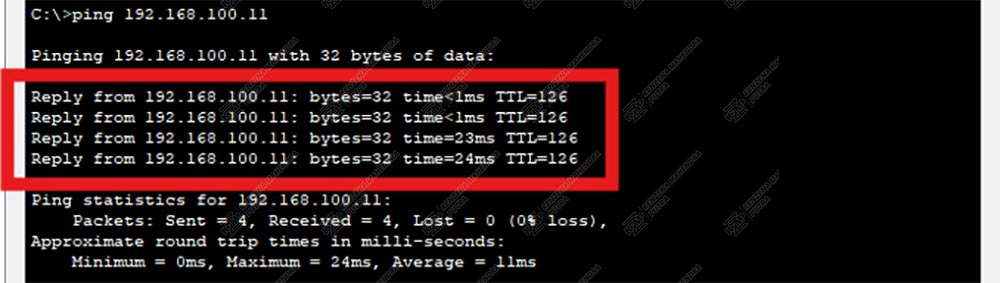 C:\>ping 192.168.100.11
Pinging 192.168.100.11 with 32 bytes of data:
Reply from 192.168.100.11: bytes=32 time<1ms TTL=126
Reply from 192.168.100.11: bytes=32 time<1ms TTL=126
Reply from 192.168.100.11: bytes=32 time=23ms TTL=126
Reply from 192.168.100.11: bytes=32 time=24ms TTL=126
Ping statistics for 192.168.100.11:
Packets: Sent = 4, Received = 4, Lost = 0 (0% loss),
Approximate round trip times in milli-seconds:
Minimum = 0ms, Maximum = 24ms, Average = 11ms